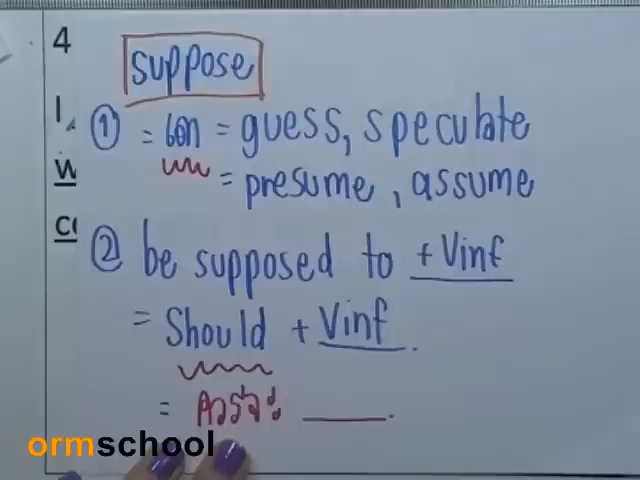 4
suppose
① = เดา = guess, speculate
= presume, assume
② be supposed to + Vinf
= Should + Vinf.
= ควรจะ ______.
ormschool